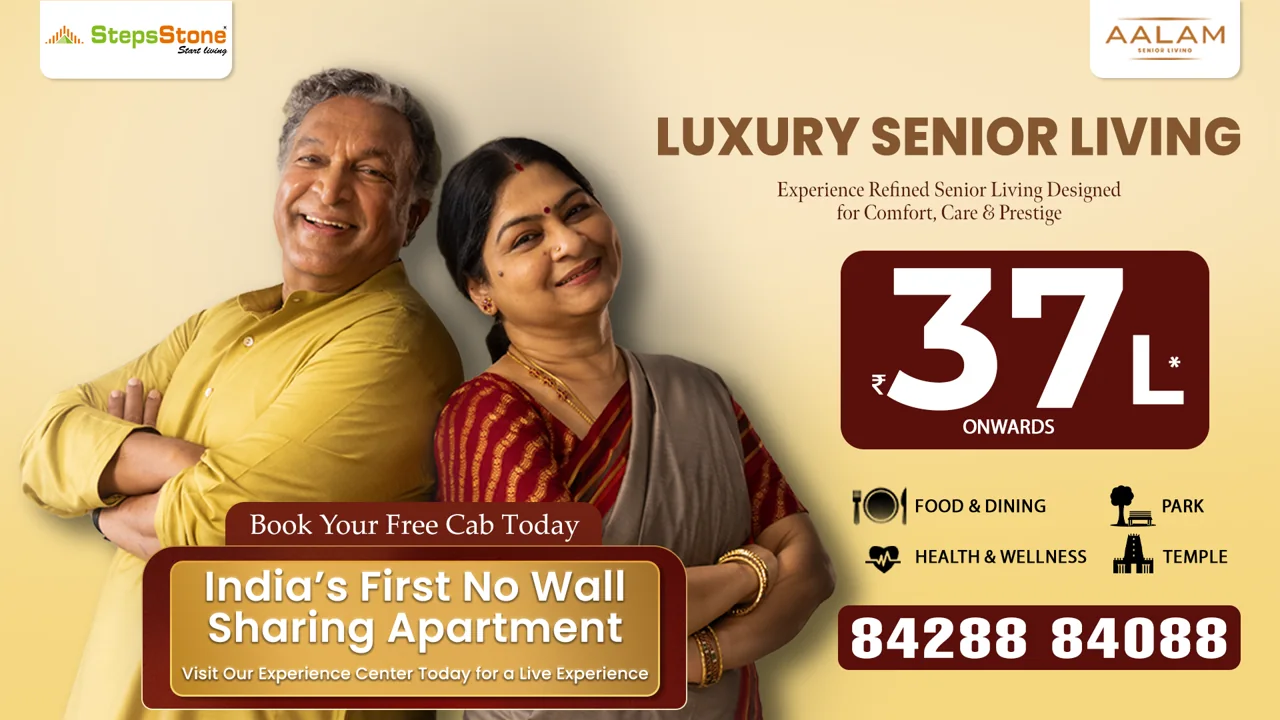 StepsStone
Start living
AALAM
SENIOR LIVING
LUXURY SENIOR LIVING
Experience Refined Senior Living Designed
for Comfort, Care & Prestige
₹37L*
ONWARDS
FOOD & DINING
PARK
HEALTH & WELLNESS
TEMPLE
84288 84088
Book Your Free Cab Today
India's First No Wall
Sharing Apartment
Visit Our Experience Center Today for a Live Experience